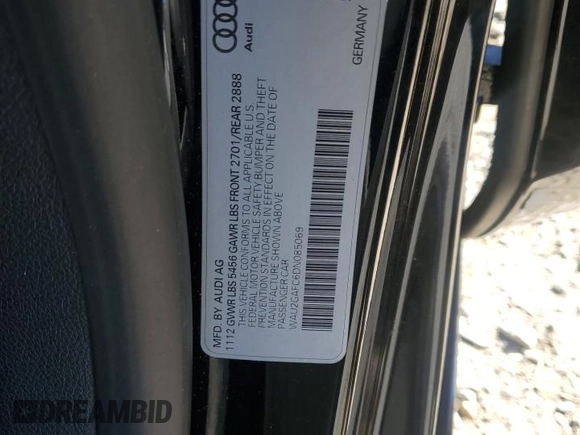 Audi
GERMANY
MFD. BY AUDI AG
1112 GVWR LBS 5456 GAWR LBS FRONT 2701/REAR 2888
THIS VEHICLE CONFORMS TO ALL APPLICABLE U.S.
FEDERAL MOTOR VEHICLE SAFETY BUMPER AND THEFT
PREVENTION STANDARDS IN EFFECT ON THE DATE OF
MANUFACTURE SHOWN ABOVE
PASSENGER CAR
WAU2GAFC6DN085069
DREAMBID